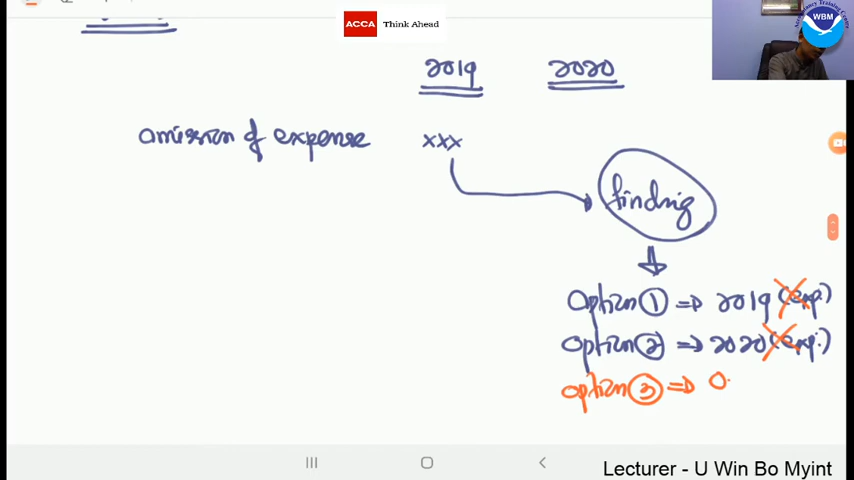 ACCA Think Ahead
WBM
2019 2020
omission of expense xxx
finding
option ① ⇒ 2019 (exp:)
option ② ⇒ 2020 (exp:)
option ③ ⇒ O
Lecturer - U Win Bo Myint